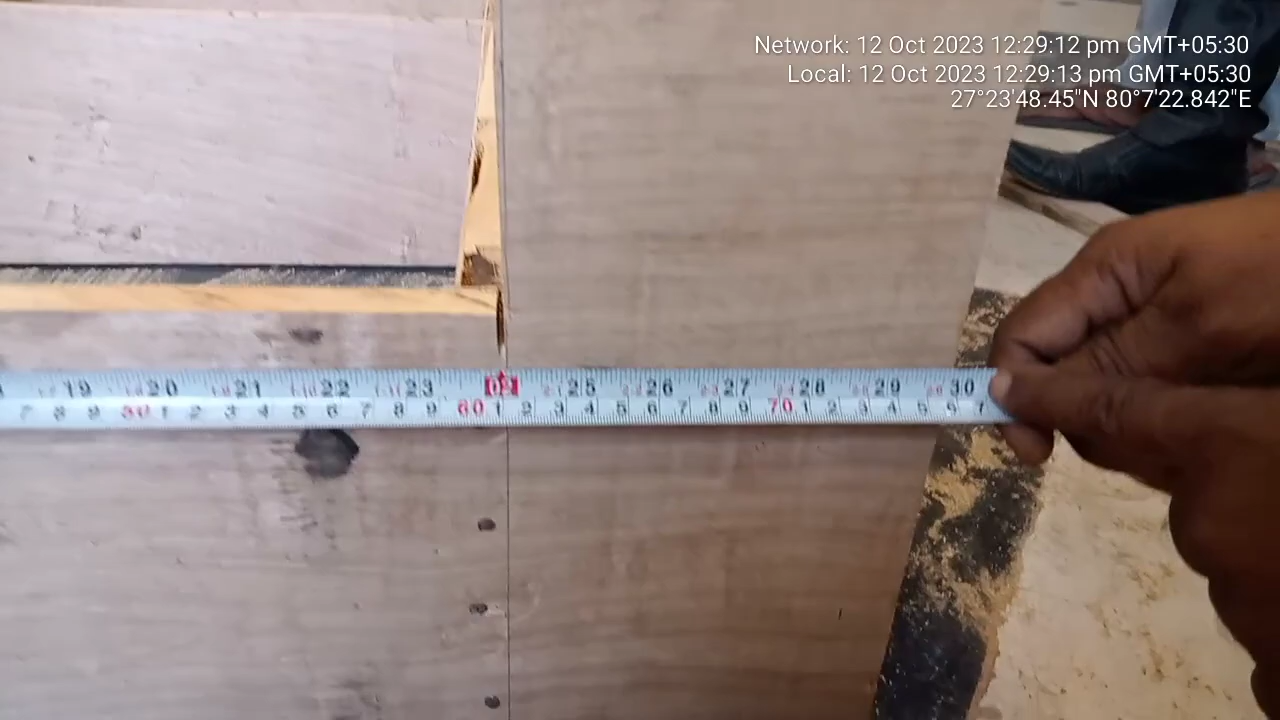 Network: 12 Oct 2023 12:29:12 pm GMT+05:30
Local: 12 Oct 2023 12:29:13 pm GMT+05:30
27°23'48.45"N 80°7'22.842"E
19 20 21 22 23 25 26 27 28 29 30
7 8 9 50 1 2 3 4 5 6 7 8 9 60 1 2 3 4 5 6 7 8 9 70 1 2 3 4 5